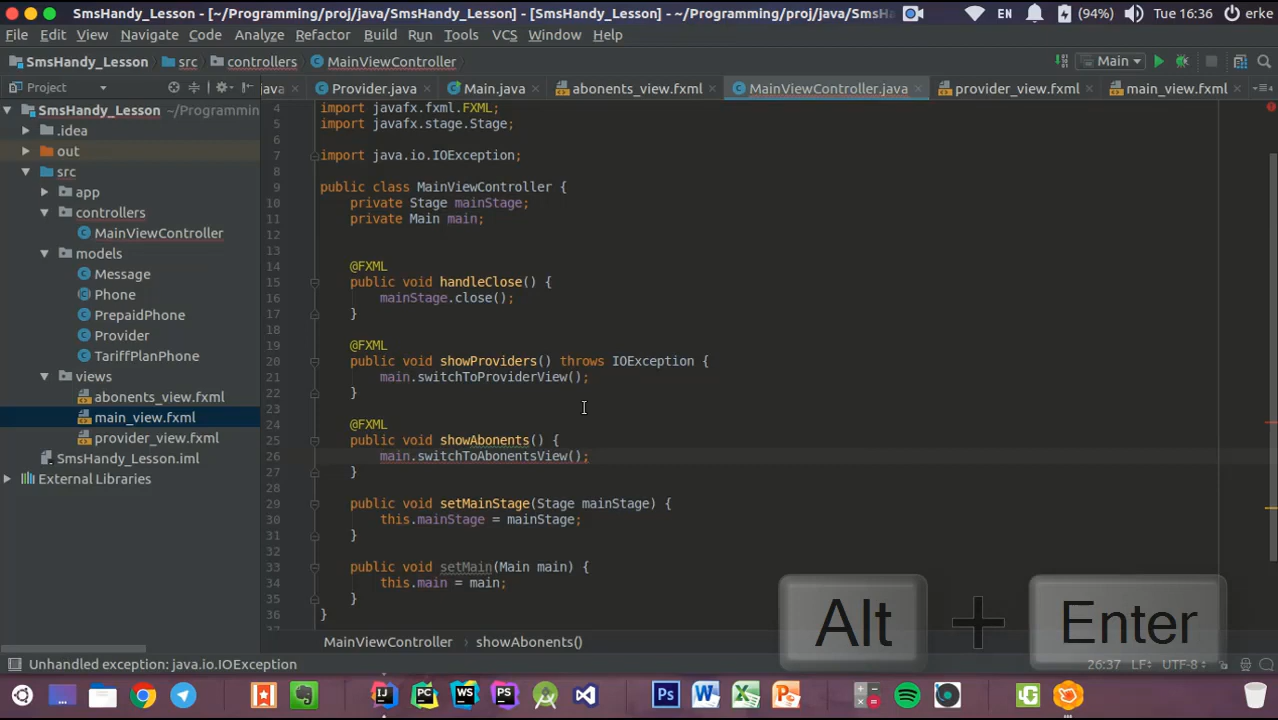 SmsHandy_Lesson - [~/Programming/proj/java/SmsHandy_Lesson] - [SmsHandy_Lesson] - ~/Programming/proj/java/SmsHa
EN (94%) Tue 16:36 erke
File Edit View Navigate Code Analyze Refactor Build Run Tools VCS Window Help
SmsHandy_Lesson src controllers MainViewController Main
Project java Provider.java Main.java abonents_view.fxml MainViewController.java provider_view.fxml main_view.fxml
SmsHandy_Lesson ~/Programmin
.idea
out
src
app
controllers
MainViewController
models
Message
Phone
PrepaidPhone
Provider
TariffPlanPhone
views
abonents_view.fxml
main_view.fxml
provider_view.fxml
SmsHandy_Lesson.iml
External Libraries
4 import javafx.fxml.FXML;
5 import javafx.stage.Stage;
6
7 import java.io.IOException;
8
9 public class MainViewController {
10 private Stage mainStage;
11 private Main main;
12
13
14 @FXML
15 public void handleClose() {
16 mainStage.close();
17 }
18
19 @FXML
20 public void showProviders() throws IOException {
21 main.switchToProviderView();
22 }
23
24 @FXML
25 public void showAbonents() {
26 main.switchToAbonentsView();
27 }
28
29 public void setMainStage(Stage mainStage) {
30 this.mainStage = mainStage;
31 }
32
33 public void setMain(Main main) {
34 this.main = main;
35 }
36 }
Alt + Enter
MainViewController showAbonents()
Unhandled exception: java.io.IOException 26:37 LF÷ UTF-8÷
IJ PC WS PS Ps W X P